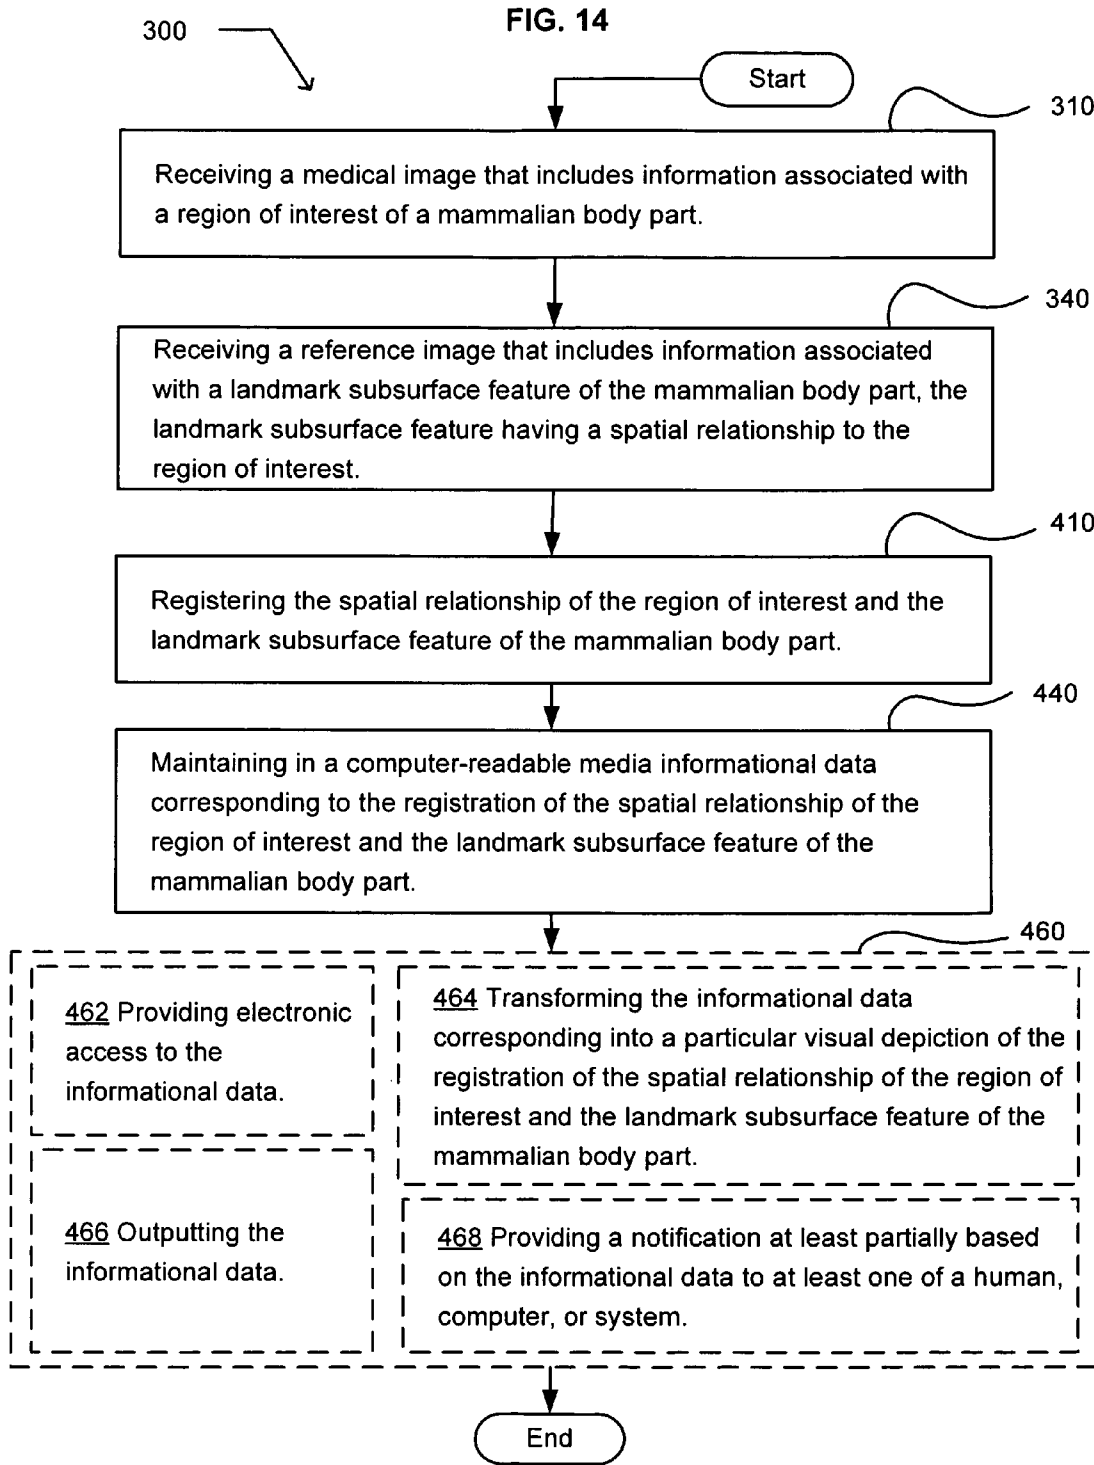 FIG. 14
300
Start
310
Receiving a medical image that includes information associated with
a region of interest of a mammalian body part.
340
Receiving a reference image that includes information associated
with a landmark subsurface feature of the mammalian body part, the
landmark subsurface feature having a spatial relationship to the
region of interest.
410
Registering the spatial relationship of the region of interest and the
landmark subsurface feature of the mammalian body part.
440
Maintaining in a computer-readable media informational data
corresponding to the registration of the spatial relationship of the
region of interest and the landmark subsurface feature of the
mammalian body part.
460
462 Providing electronic
access to the
informational data.
464 Transforming the informational data
corresponding into a particular visual depiction of the
registration of the spatial relationship of the region of
interest and the landmark subsurface feature of the
mammalian body part.
466 Outputting the
informational data.
468 Providing a notification at least partially based
on the informational data to at least one of a human,
computer, or system.
End